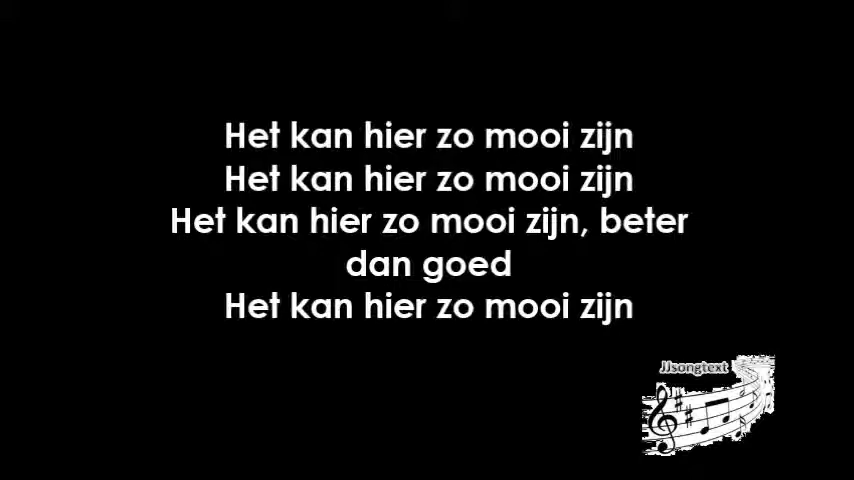 Het kan hier zo mooi zijn
Het kan hier zo mooi zijn
Het kan hier zo mooi zijn, beter
dan goed
Het kan hier zo mooi zijn
JJsongtext